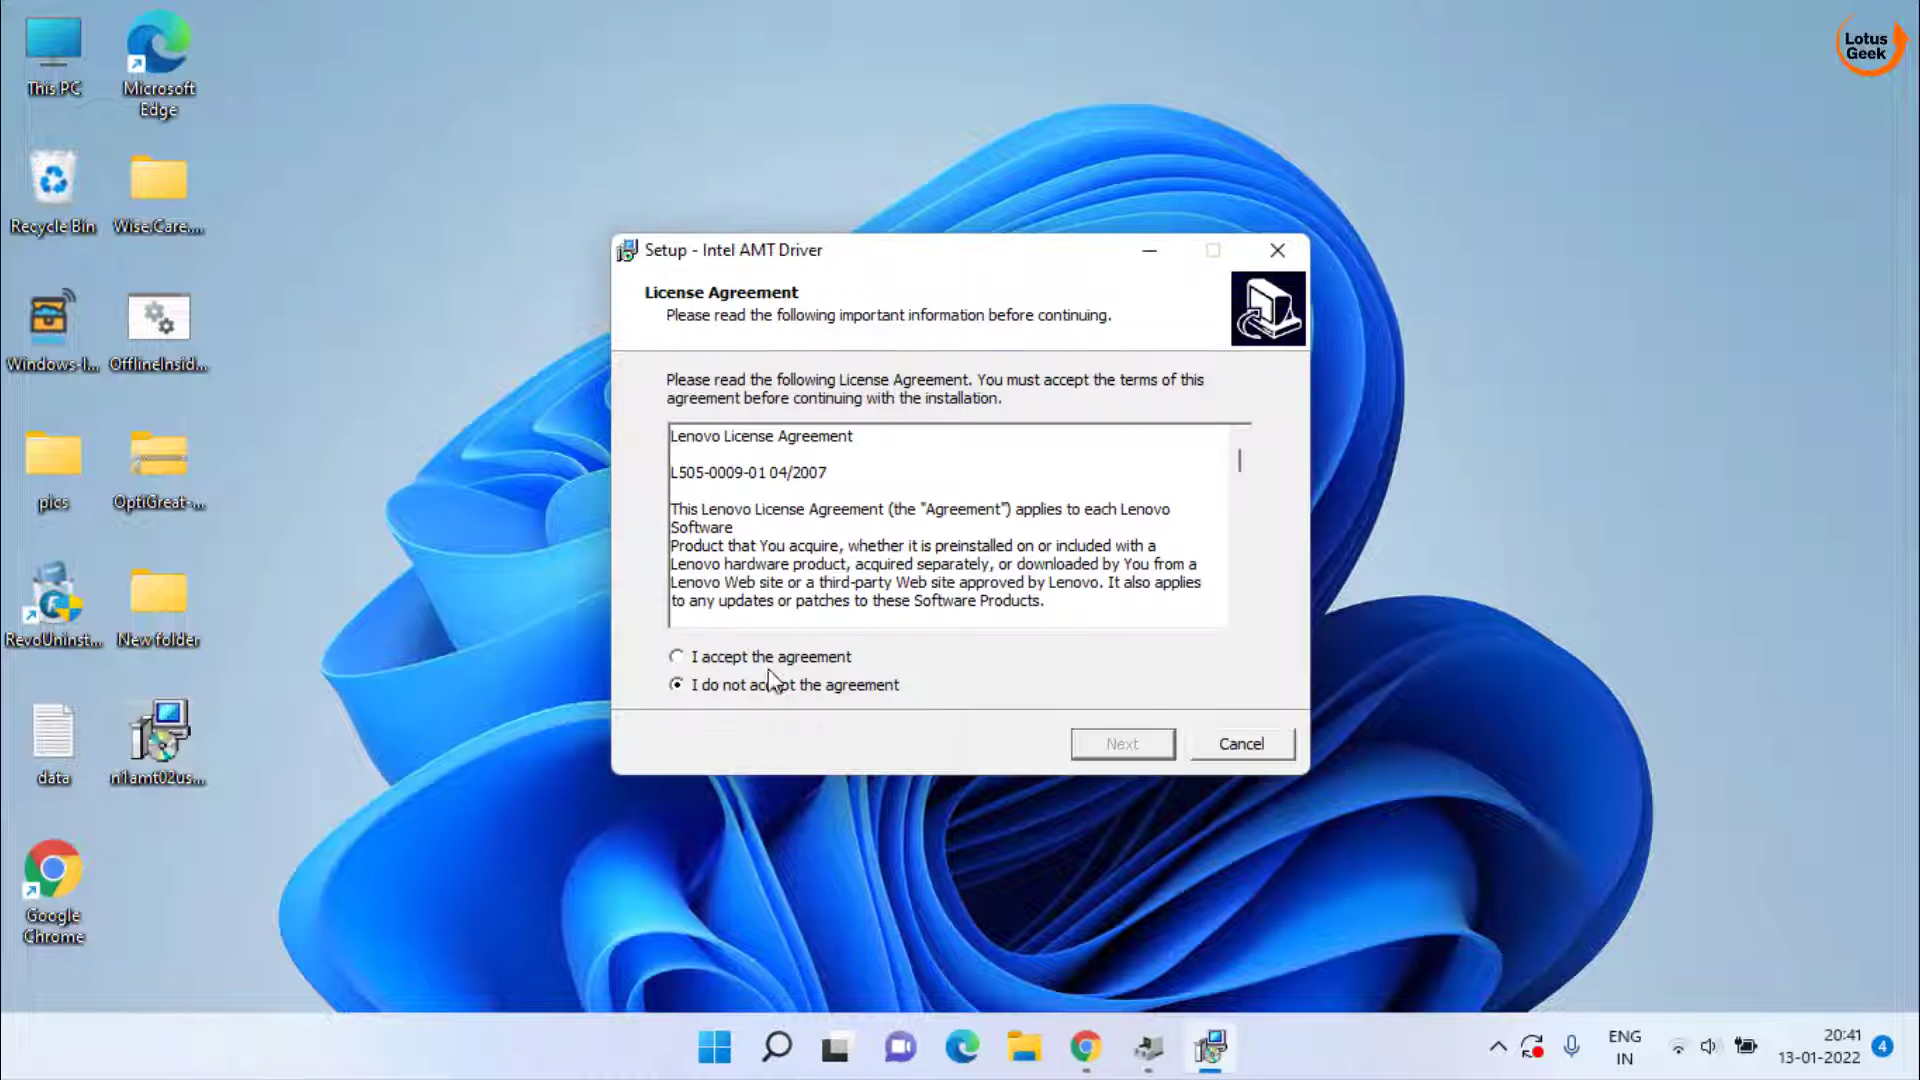 This PC
Microsoft
Edge
Recycle Bin
Wise.Care....
Windows-I...
OfflineInsid...
pics
OptiGreat-...
RevoUninst...
New folder
data
n1amt02us...
Google
Chrome
Lotus
Geek
Setup - Intel AMT Driver
License Agreement
Please read the following important information before continuing.
Please read the following License Agreement. You must accept the terms of this
agreement before continuing with the installation.
Lenovo License Agreement
L505-0009-01 04/2007
This Lenovo License Agreement (the "Agreement") applies to each Lenovo
Software
Product that You acquire, whether it is preinstalled on or included with a
Lenovo hardware product, acquired separately, or downloaded by You from a
Lenovo Web site or a third-party Web site approved by Lenovo. It also applies
to any updates or patches to these Software Products.
I accept the agreement
I do not accept the agreement
Next
Cancel
ENG
IN
20:41
13-01-2022
4